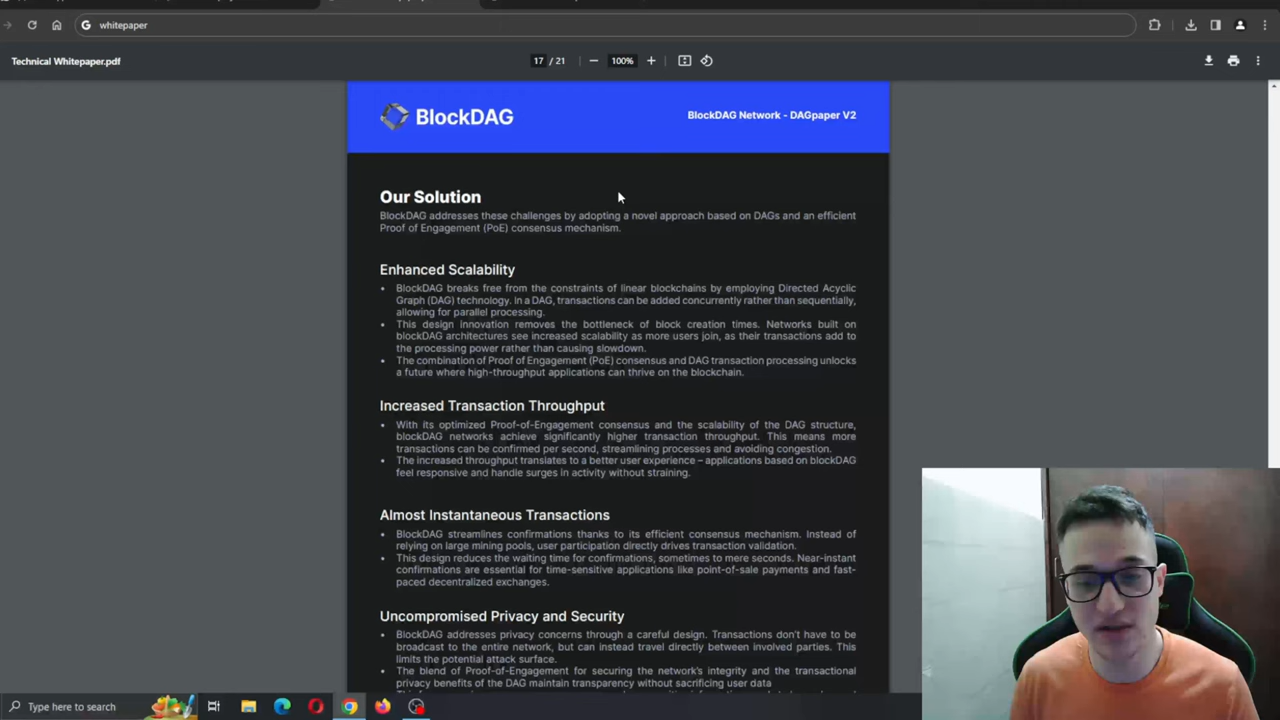 whitepaper
Technical Whitepaper.pdf
17 / 21
100%
BlockDAG
BlockDAG Network - DAGpaper V2
Our Solution
BlockDAG addresses these challenges by adopting a novel approach based on DAGs and an efficient
Proof of Engagement (PoE) consensus mechanism.
Enhanced Scalability
• BlockDAG breaks free from the constraints of linear blockchains by employing Directed Acyclic
Graph (DAG) technology. In a DAG, transactions can be added concurrently rather than sequentially,
allowing for parallel processing.
• This design innovation removes the bottleneck of block creation times. Networks built on
blockDAG architectures see increased scalability as more users join, as their transactions add to
the processing power rather than causing slowdown.
• The combination of Proof of Engagement (PoE) consensus and DAG transaction processing unlocks
a future where high-throughput applications can thrive on the blockchain.
Increased Transaction Throughput
• With its optimized Proof-of-Engagement consensus and the scalability of the DAG structure,
blockDAG networks achieve significantly higher transaction throughput. This means more
transactions can be confirmed per second, streamlining processes and avoiding congestion.
• The increased throughput translates to a better user experience – applications based on blockDAG
feel responsive and handle surges in activity without straining.
Almost Instantaneous Transactions
• BlockDAG streamlines confirmations thanks to its efficient consensus mechanism. Instead of
relying on large mining pools, user participation directly drives transaction validation.
• This design reduces the waiting time for confirmations, sometimes to mere seconds. Near-instant
confirmations are essential for time-sensitive applications like point-of-sale payments and fast-
paced decentralized exchanges.
Uncompromised Privacy and Security
• BlockDAG addresses privacy concerns through a careful design. Transactions don't have to be
broadcast to the entire network, but can instead travel directly between involved parties. This
limits the potential attack surface.
• The blend of Proof-of-Engagement for securing the network's integrity and the transactional
privacy benefits of the DAG maintain transparency without sacrificing user data
Type here to search